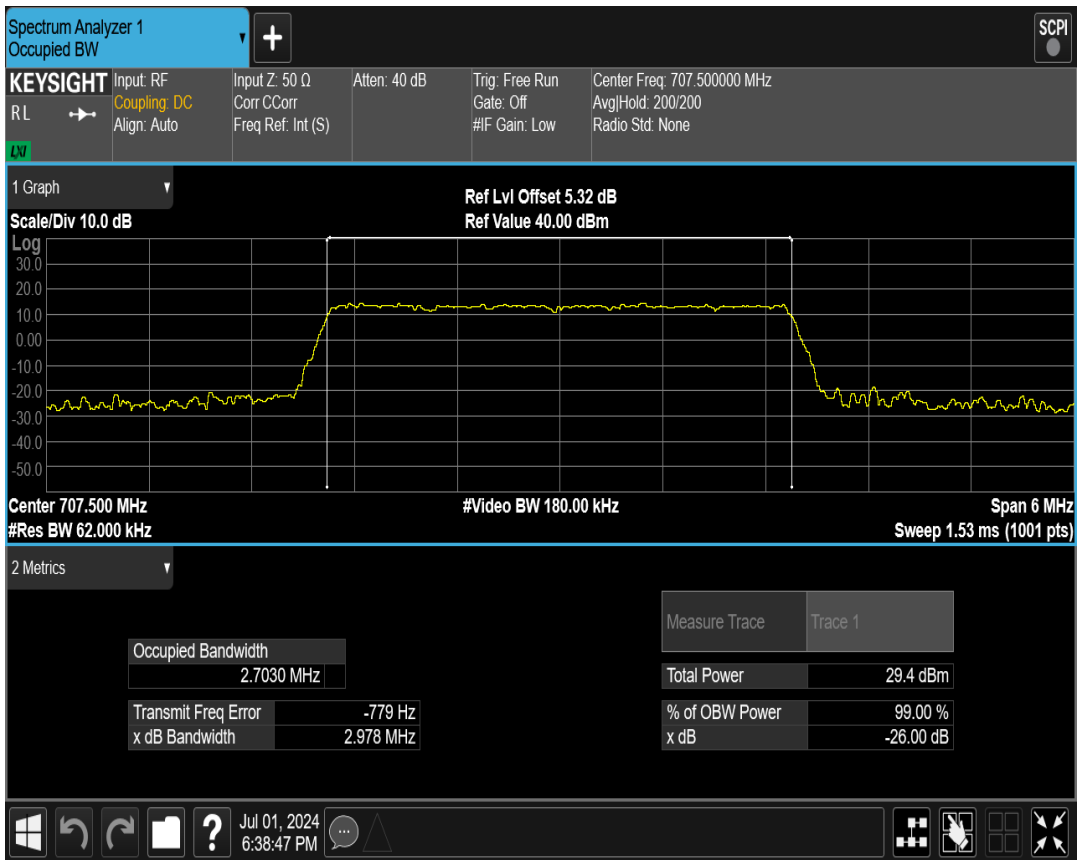 Spectrum Analyzer 1
Occupied BW
+
SCPI
KEYSIGHT
R L
LXI
Input: RF
Coupling: DC
Align: Auto
Input Z: 50 Ω
Corr CCorr
Freq Ref: Int (S)
Atten: 40 dB
Trig: Free Run
Gate: Off
#IF Gain: Low
Center Freq: 707.500000 MHz
Avg|Hold: 200/200
Radio Std: None
1 Graph
Scale/Div 10.0 dB
Ref Lvl Offset 5.32 dB
Ref Value 40.00 dBm
Log
30.0
20.0
10.0
0.00
-10.0
-20.0
-30.0
-40.0
-50.0
Center 707.500 MHz
#Video BW 180.00 kHz
Span 6 MHz
#Res BW 62.000 kHz
Sweep 1.53 ms (1001 pts)
2 Metrics
Measure Trace Trace 1
Occupied Bandwidth
2.7030 MHz
Total Power 29.4 dBm
Transmit Freq Error -779 Hz
% of OBW Power 99.00 %
x dB Bandwidth 2.978 MHz
x dB -26.00 dB
?
Jul 01, 2024
6:38:47 PM